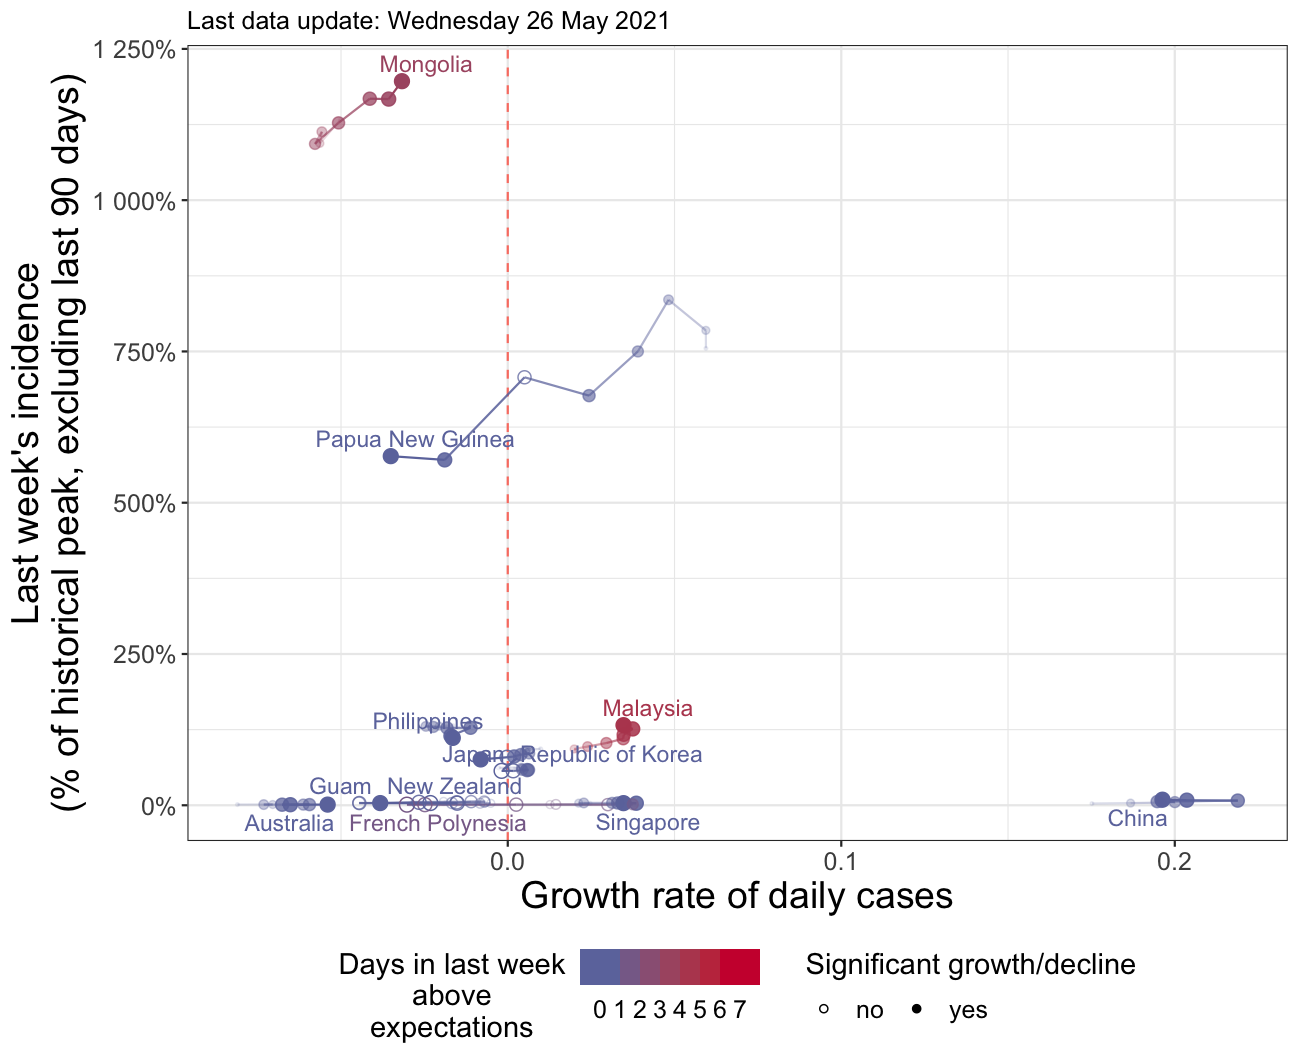 Last data update: Wednesday 26 May 2021
Last week's incidence
(% of historical peak, excluding last 90 days)
1 250%
1 000%
750%
500%
250%
0%
Mongolia
Papua New Guinea
Malaysia
Philippines
Japan Republic of Korea
Guam New Zealand
Australia French Polynesia Singapore China
0.0 0.1 0.2
Growth rate of daily cases
Days in last week
above
expectations
0 1 2 3 4 5 6 7
Significant growth/decline
no yes